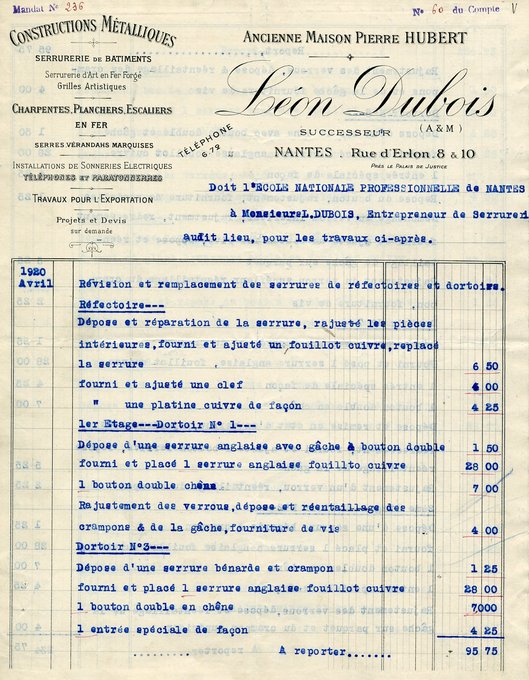 Mandat No 236
No 60 du Compte V
CONSTRUCTIONS MÉTALLIQUES
SERRURERIE DE BATIMENTS
Serrurerie d'Art en Fer Forgé
Grilles Artistiques
CHARPENTES, PLANCHERS, ESCALIERS
EN FER
SERRES VÉRANDAHS MARQUISES
INSTALLATIONS DE SONNERIES ELECTRIQUES
TÉLÉPHONES ET PARATONNERRES
TRAVAUX POUR L'EXPORTATION
Projets et Devis
sur demande
ANCIENNE MAISON PIERRE HUBERT
Léon Dubois
SUCCESSEUR (A & M)
TÉLÉPHONE
6-79
NANTES . Rue d'Erlon, 8 & 10
PRÈS LE PALAIS DE JUSTICE
Doit l'ECOLE NATIONALE PROFESSIONNELLE de NANTES
à MonsieursL,DUBOIS, Entrepreneur de Serrureri
audit lieu, pour les travaux ci-après.
1920
Avril Révision et remplacement des serrures de réfectoires et dortoirs.
Réfectoire---
Dépose et réparation de la serrure, rajusté les pièces
intérieures,fourni et ajusté un fouillot cuivre,replacé
la serrure 6 50
fourni et ajusté une clef 4 00
" une platine cuivre de façon 4 25
1er Etage---Dortoir N° 1---
Dépose d'une serrure anglaise avec gâche à bouton double 1 50
fourni et placé 1 serrure anglaise fouillto cuivre 28 00
1 bouton double chêne 7 00
Rajustement des verrous,dépose et réentaillage des
crampons & de la gâche,fourniture de vis 4 00
Dortoir N°3---
Dépose d'une serrure bénarde et crampon 1 25
fourni et placé 1 serrure anglaise fouillot cuivre 28 00
1 bouton double en chêne 7000
1 entrée spéciale de façon 4 25
......... A reporter...... 95 75